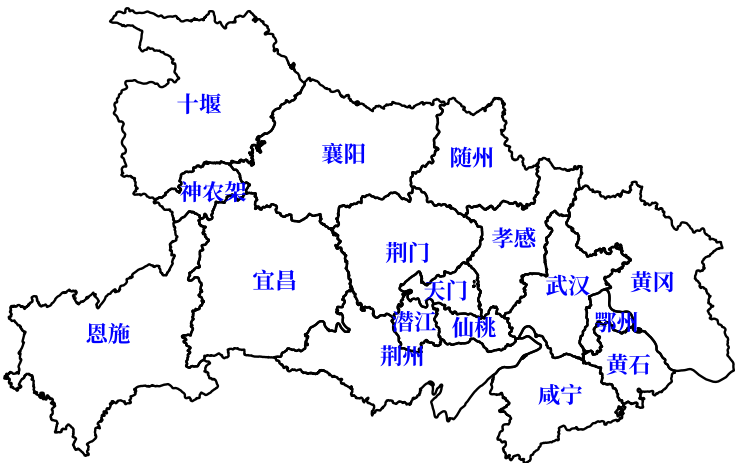 十堰
襄阳
随州
神农架
孝感
荆门
宜昌
黄冈
武汉
天门
潜江
鄂州
仙桃
恩施
荆州
黄石
咸宁